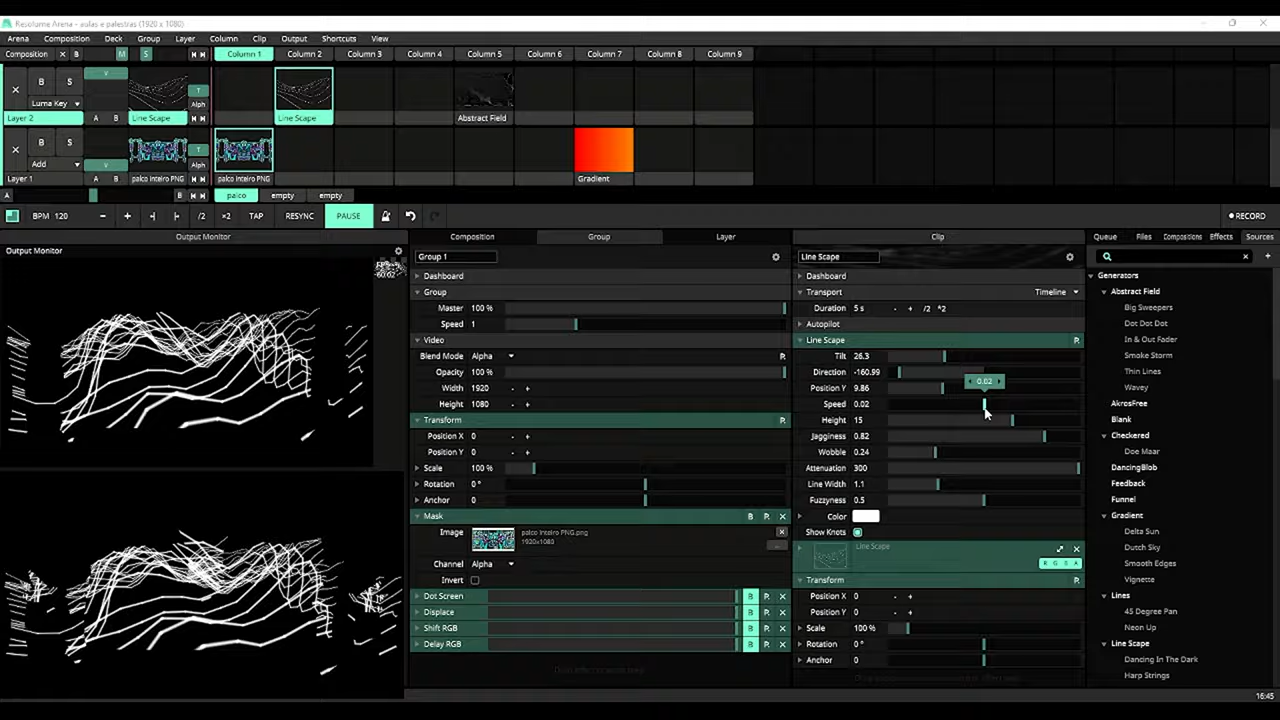 Resolume Arena - aulas e palestras (1920 x 1080)
Arena Composition Deck Group Layer Column Clip Output Shortcuts View
Composition X B M S Column 1 Column 2 Column 3 Column 4 Column 5 Column 6 Column 7 Column 8 Column 9
X B S V T
Luma Key Alph
Layer 2 A B Line Scape Line Scape Abstract Field
X B S T
Add V Alph
Layer 1 A B palco inteiro PNG palco inteiro PNG Gradient
A B palco empty empty
BPM 120 - + /2 ×2 TAP RESYNC PAUSE RECORD
Output Monitor Composition Group Layer Clip Queue Files Compositions Effects Sources
Output Monitor
Group 1
Dashboard
Group
Master 100 %
Speed 1
Video
Blend Mode Alpha R
Opacity 100 %
Width 1920 - +
Height 1080 - +
Transform R
Position X 0 - +
Position Y 0 - +
Scale 100 %
Rotation 0 °
Anchor 0
Mask B R X
Image palco inteiro PNG.png
1920x1080
Channel Alpha
Invert
Dot Screen B R X
Displace B R X
Shift RGB B R X
Delay RGB B R X
Line Scape
Dashboard
Transport Timeline
Duration 5 s - + /2 *2
Autopilot
Line Scape R
Tilt 26.3
Direction -160.99
0.02
Position Y 9.86
Speed 0.02
Height 15
Jagginess 0.82
Wobble 0.24
Attenuation 300
Line Width 1.1
Fuzzyness 0.5
Color
Show Knots
Line Scape
R G B A
Transform R
Position X 0 - +
Position Y 0 - +
Scale 100 %
Rotation 0 °
Anchor 0
Generators
Abstract Field
Big Sweepers
Dot Dot Dot
In & Out Fader
Smoke Storm
Thin Lines
Wavey
AkrosFree
Blank
Checkered
Doe Maar
DancingBlob
Feedback
Funnel
Gradient
Delta Sun
Dutch Sky
Smooth Edges
Vignette
Lines
45 Degree Pan
Neon Up
Line Scape
Dancing In The Dark
Harp Strings
16:45